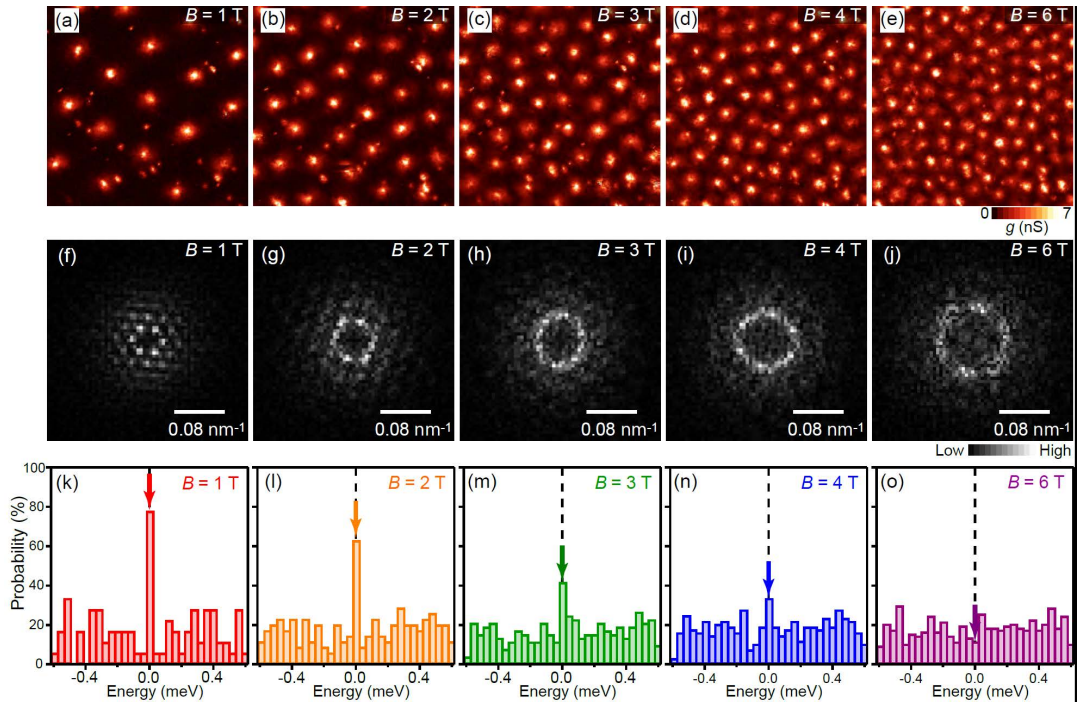 (a) B = 1 T (b) B = 2 T (c) B = 3 T (d) B = 4 T (e) B = 6 T
0 7
g (nS)
(f) B = 1 T (g) B = 2 T (h) B = 3 T (i) B = 4 T (j) B = 6 T
0.08 nm⁻¹ 0.08 nm⁻¹ 0.08 nm⁻¹ 0.08 nm⁻¹ 0.08 nm⁻¹
Low High
100
(k) B = 1 T (l) B = 2 T (m) B = 3 T (n) B = 4 T (o) B = 6 T
80
60
40
20
0
Probability (%)
-0.4 0.0 0.4 -0.4 0.0 0.4 -0.4 0.0 0.4 -0.4 0.0 0.4 -0.4 0.0 0.4
Energy (meV) Energy (meV) Energy (meV) Energy (meV) Energy (meV)